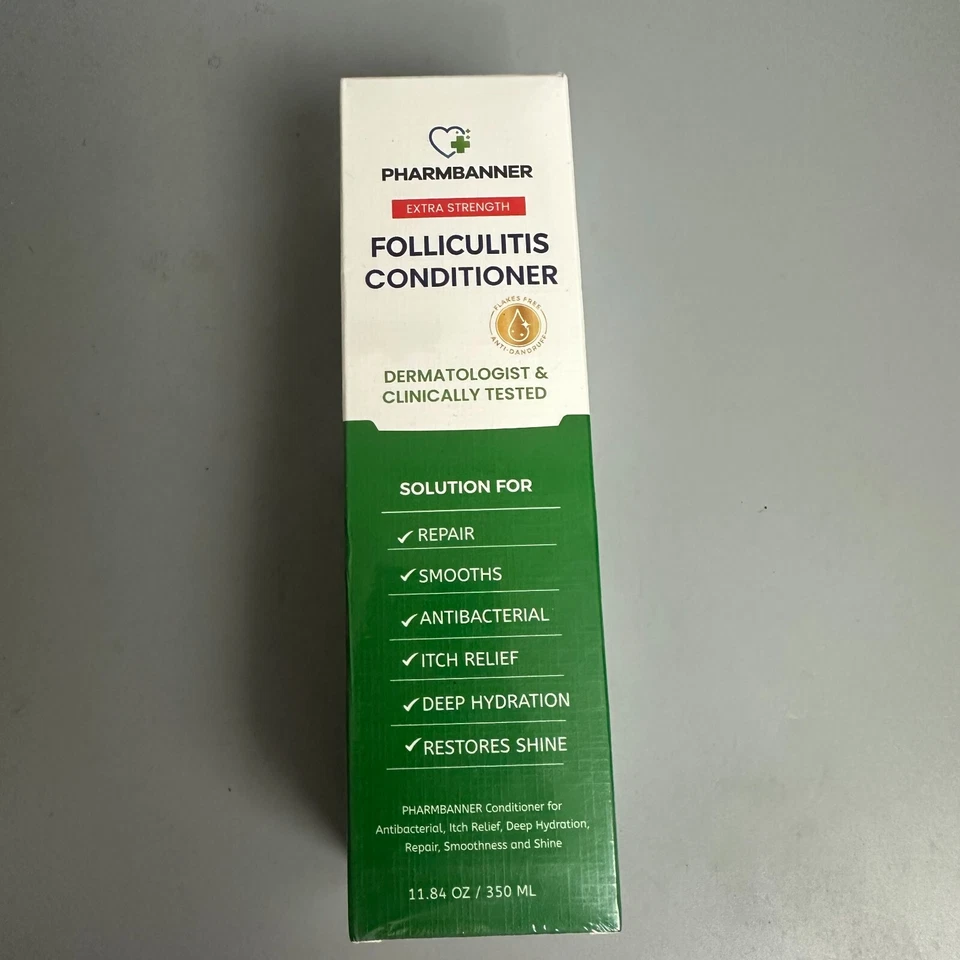 PHARMBANNER
EXTRA STRENGTH
FOLLICULITIS
CONDITIONER
FLAKES FREE
ANTI-DANDRUFF
DERMATOLOGIST &
CLINICALLY TESTED
SOLUTION FOR
REPAIR
SMOOTHS
ANTIBACTERIAL
ITCH RELIEF
DEEP HYDRATION
RESTORES SHINE
PHARMBANNER Conditioner for
Antibacterial, Itch Relief, Deep Hydration,
Repair, Smoothness and Shine
11.84 OZ / 350 ML